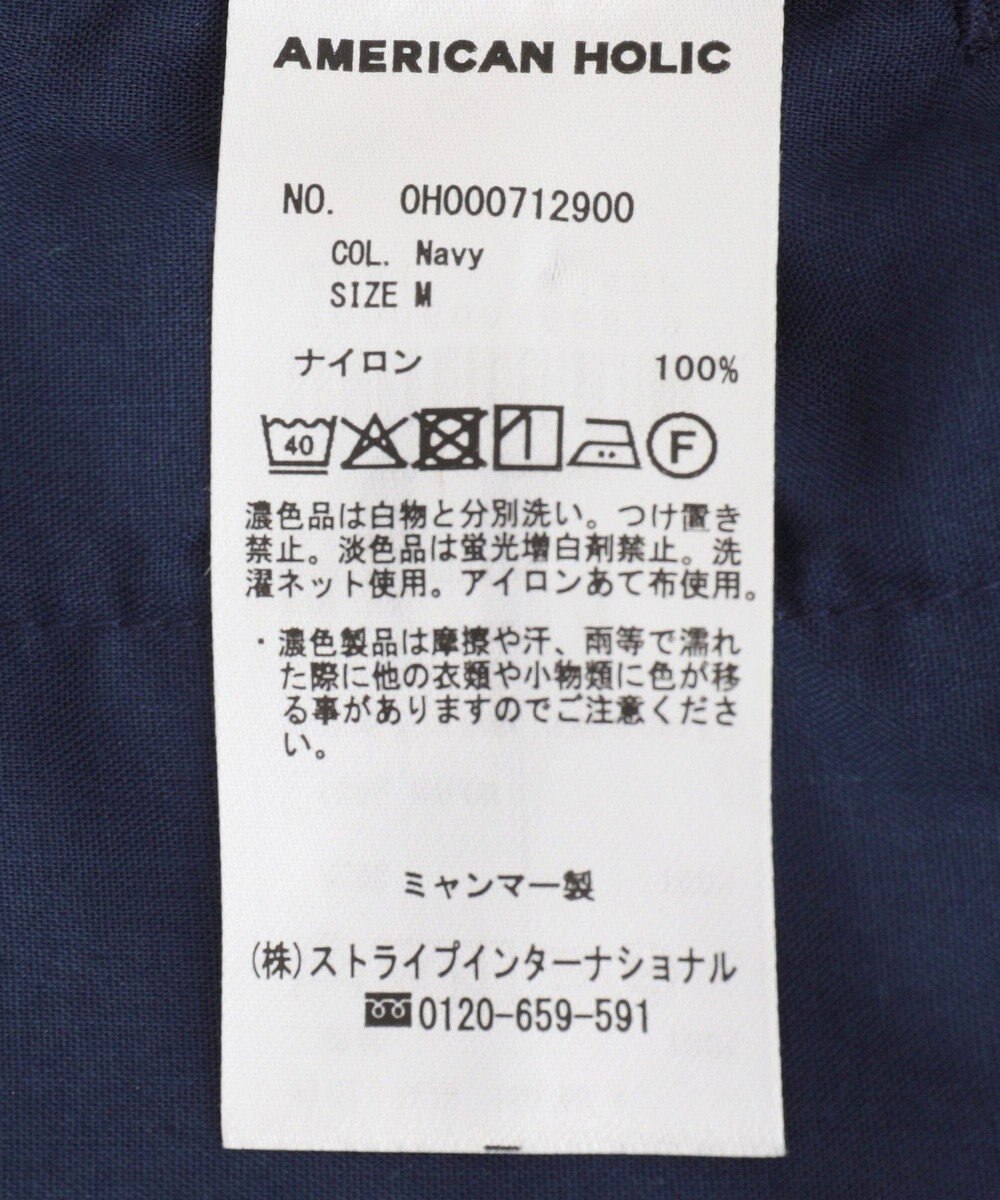 AMERICAN HOLIC
NO. 0H000712900
COL. Navy
SIZE M
ナイロン 100%
40 F
濃色品は白物と分別洗い。つけ置き
禁止。淡色品は蛍光増白剤禁止。洗
濯ネット使用。アイロンあて布使用。
・濃色製品は摩擦や汗、雨等で濡れ
た際に他の衣類や小物類に色が移
る事がありますのでご注意くださ
い。
ミャンマー製
(株)ストライプインターナショナル
0120-659-591